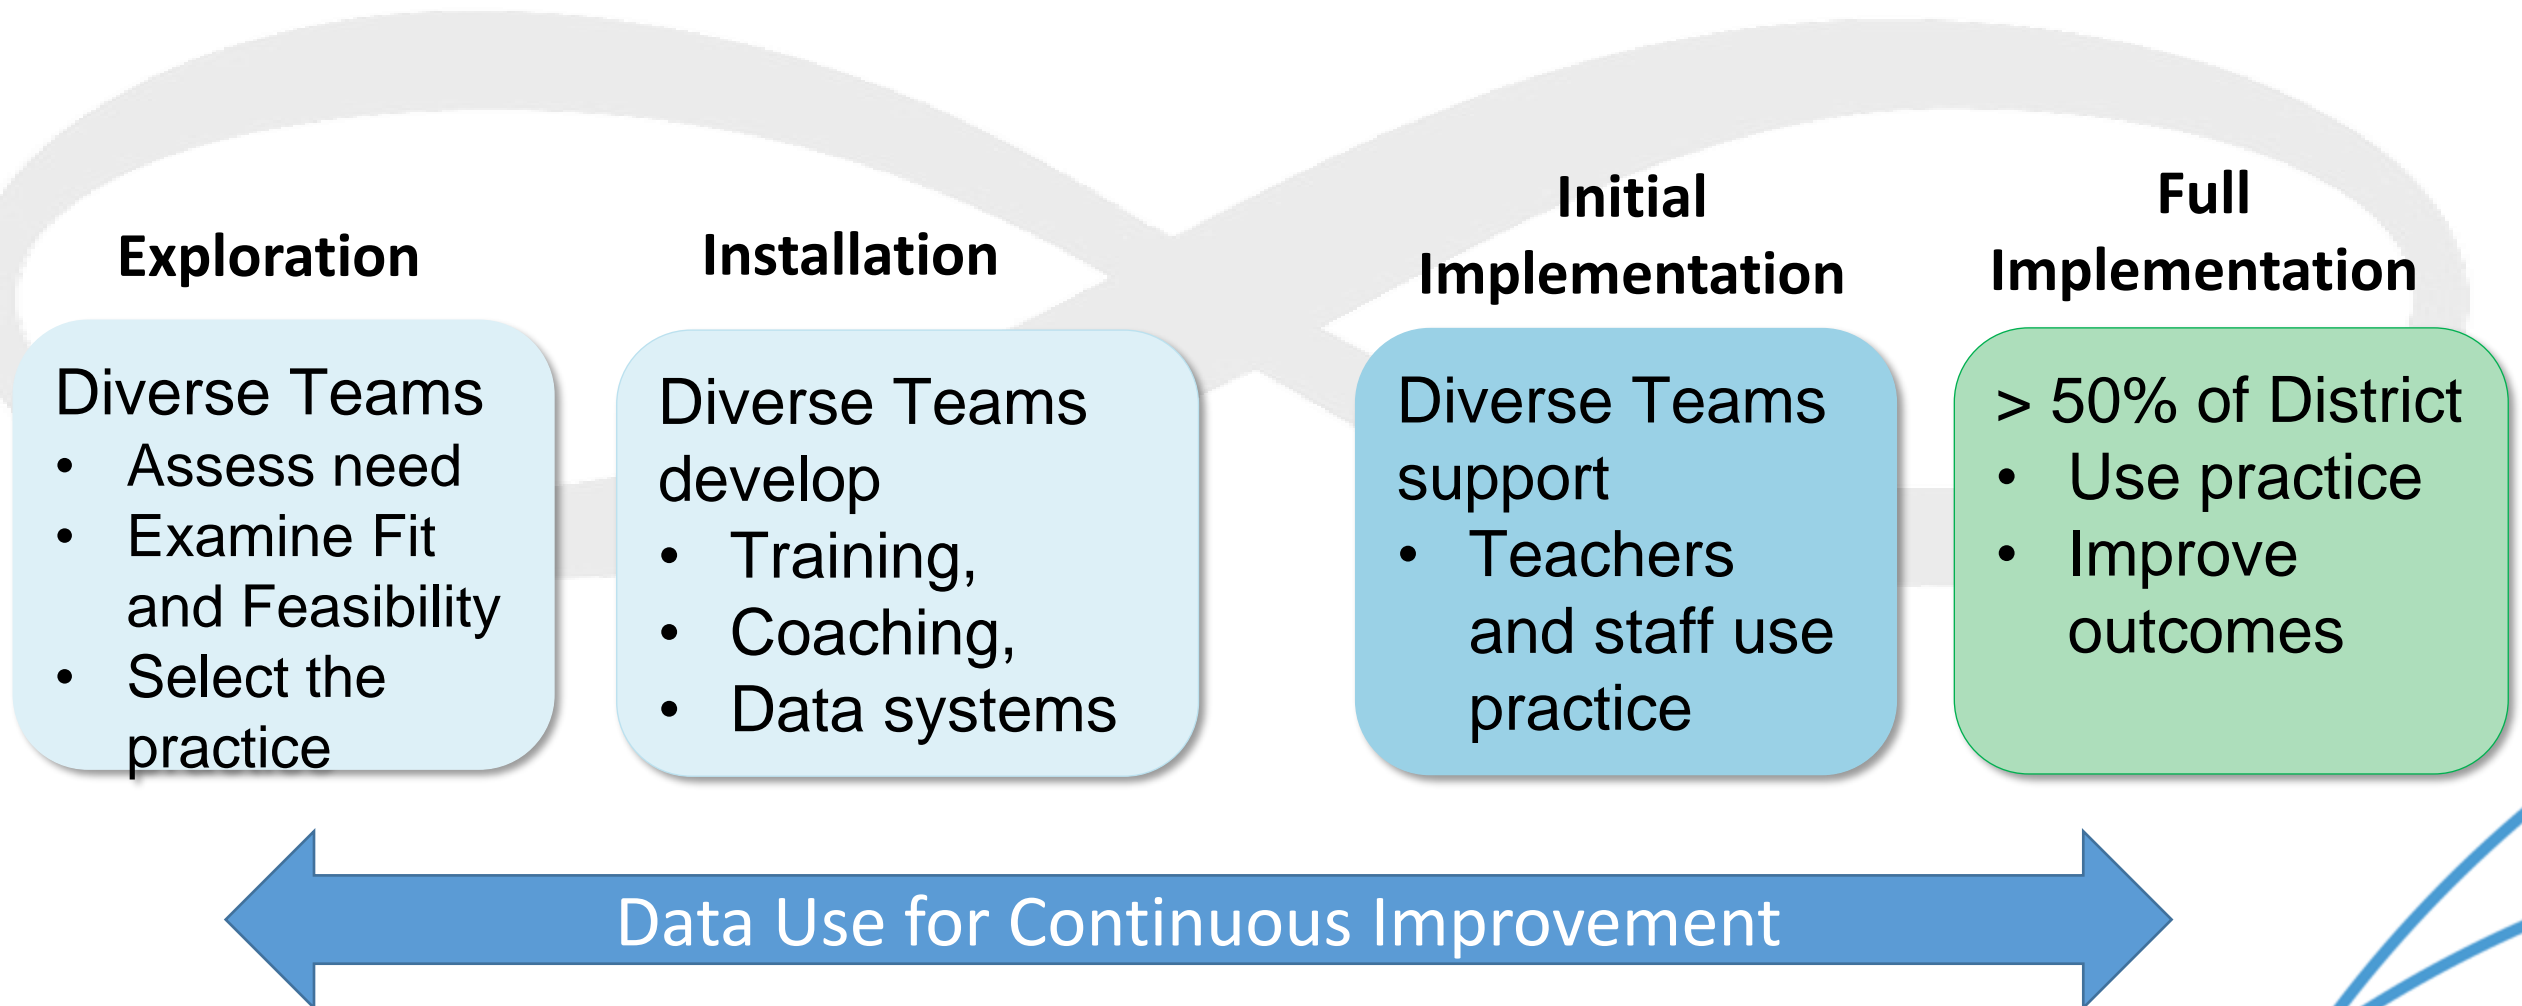 Exploration
Diverse Teams
• Assess need
• Examine Fit
and Feasibility
• Select the
practice
Installation
Diverse Teams
develop
• Training,
• Coaching,
• Data systems
Initial
Implementation
Diverse Teams
support
• Teachers
and staff use
practice
Full
Implementation
> 50% of District
• Use practice
• Improve
outcomes
Data Use for Continuous Improvement